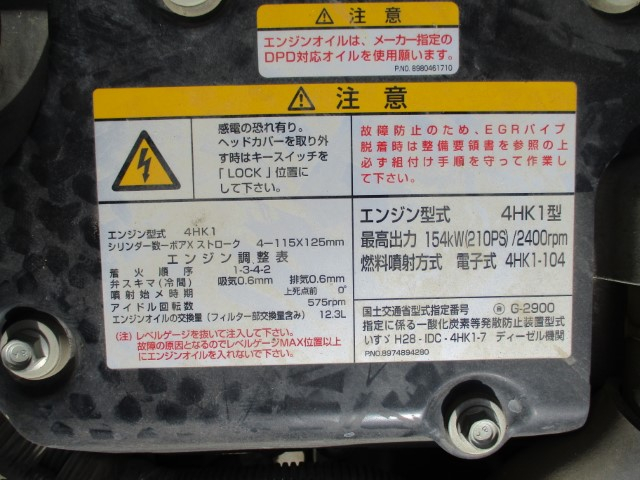 注意
エンジンオイルは、メーカー指定の
DPD対応オイルを使用願います。
P.NO. 8980461710
注意
感電の恐れ有り。
ヘッドカバーを取り外
す時はキースイッチを
「LOCK」位置に
して下さい。
故障防止のため、EGRパイプ
脱着時は整備要領書を参照の上
必ず組付け手順を守って作業し
して下さい。
エンジン型式 4HK1
シリンダー数ーボアXストローク 4ー115X125mm
エンジン調整表
着火順序 1-3-4-2
弁スキマ(冷間) 吸気0.6mm 排気0.6mm
噴射始め時期 上死点前 0°
アイドル回転数 575rpm
エンジンオイルの交換量(フィルター部交換量含み) 12.3L
(注)レベルゲージを抜いて注入して下さい。
故障の原因となるのでレベルゲージMAX位置以上
にエンジンオイルを入れないで下さい。
エンジン型式 4HK1型
最高出力 154kW(210PS)/2400rpm
燃料噴射方式 電子式 4HK1-104
国土交通省型式指定番号 G-2900
指定に係る一酸化炭素等発散防止装置型式
いすゞ H28-IDC・4HK1-7 ディーゼル機関
P.NO.8974894280